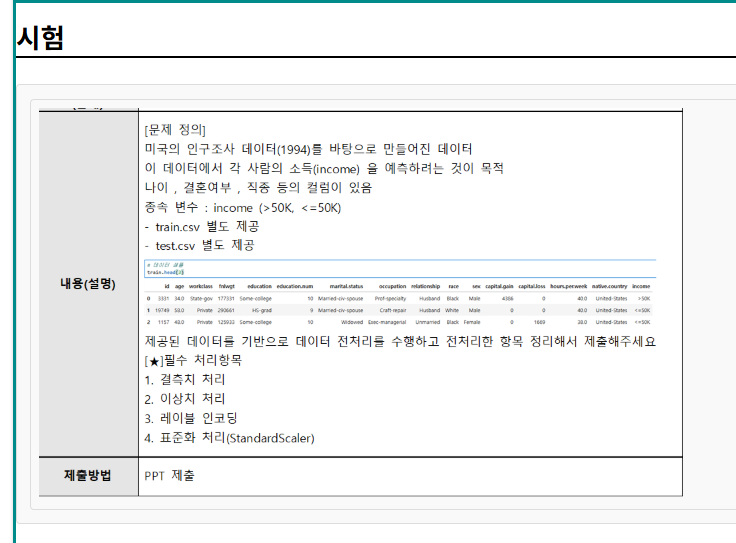 시험
내용(설명)
[문제 정의]
미국의 인구조사 데이터(1994)를 바탕으로 만들어진 데이터
이 데이터에서 각 사람의 소득(income) 을 예측하려는 것이 목적
나이 , 결혼여부 , 직종 등의 컬럼이 있음
종속 변수 : income (>50K, <=50K)
- train.csv 별도 제공
- test.csv 별도 제공
train.head(3)
id age workclass fnlwgt education education.num marital.status occupation relationship race sex capital.gain capital.loss hours.per.week native.country income
0 3331 34.0 State-gov 177331 Some-college 10 Married-civ-spouse Prof-specialty Husband Black Male 4386 0 40.0 United-States >50K
1 19749 58.0 Private 290661 HS-grad 9 Married-civ-spouse Craft-repair Husband White Male 0 0 40.0 United-States <=50K
2 1157 48.0 Private 125933 Some-college 10 Widowed Exec-managerial Unmarried Black Female 0 1669 38.0 United-States <=50K
제공된 데이터를 기반으로 데이터 전처리를 수행하고 전처리한 항목 정리해서 제출해주세요
[★]필수 처리항목
1. 결측치 처리
2. 이상치 처리
3. 레이블 인코딩
4. 표준화 처리(StandardScaler)
제출방법
PPT 제출